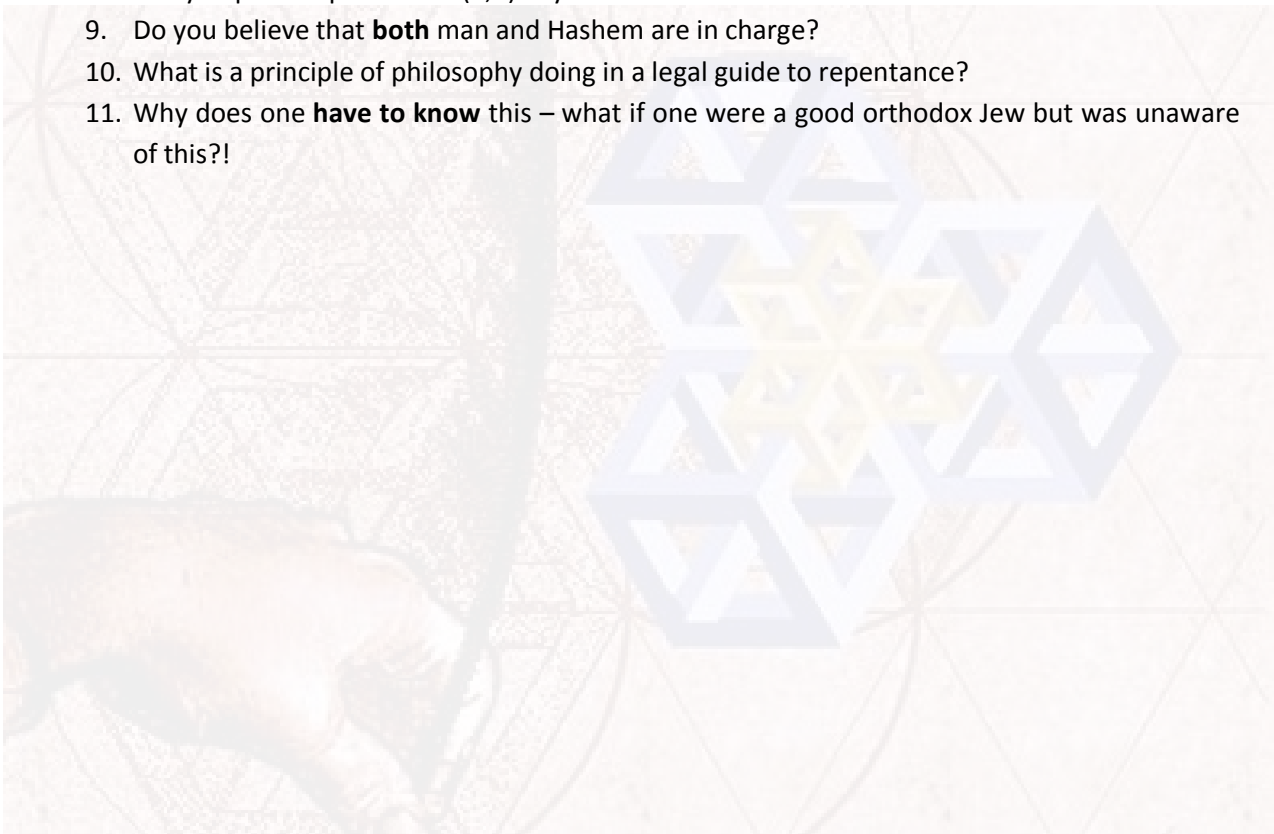 9. Do you believe that both man and Hashem are in charge?
10. What is a principle of philosophy doing in a legal guide to repentance?
11. Why does one have to know this – what if one were a good orthodox Jew but was unaware
of this?!